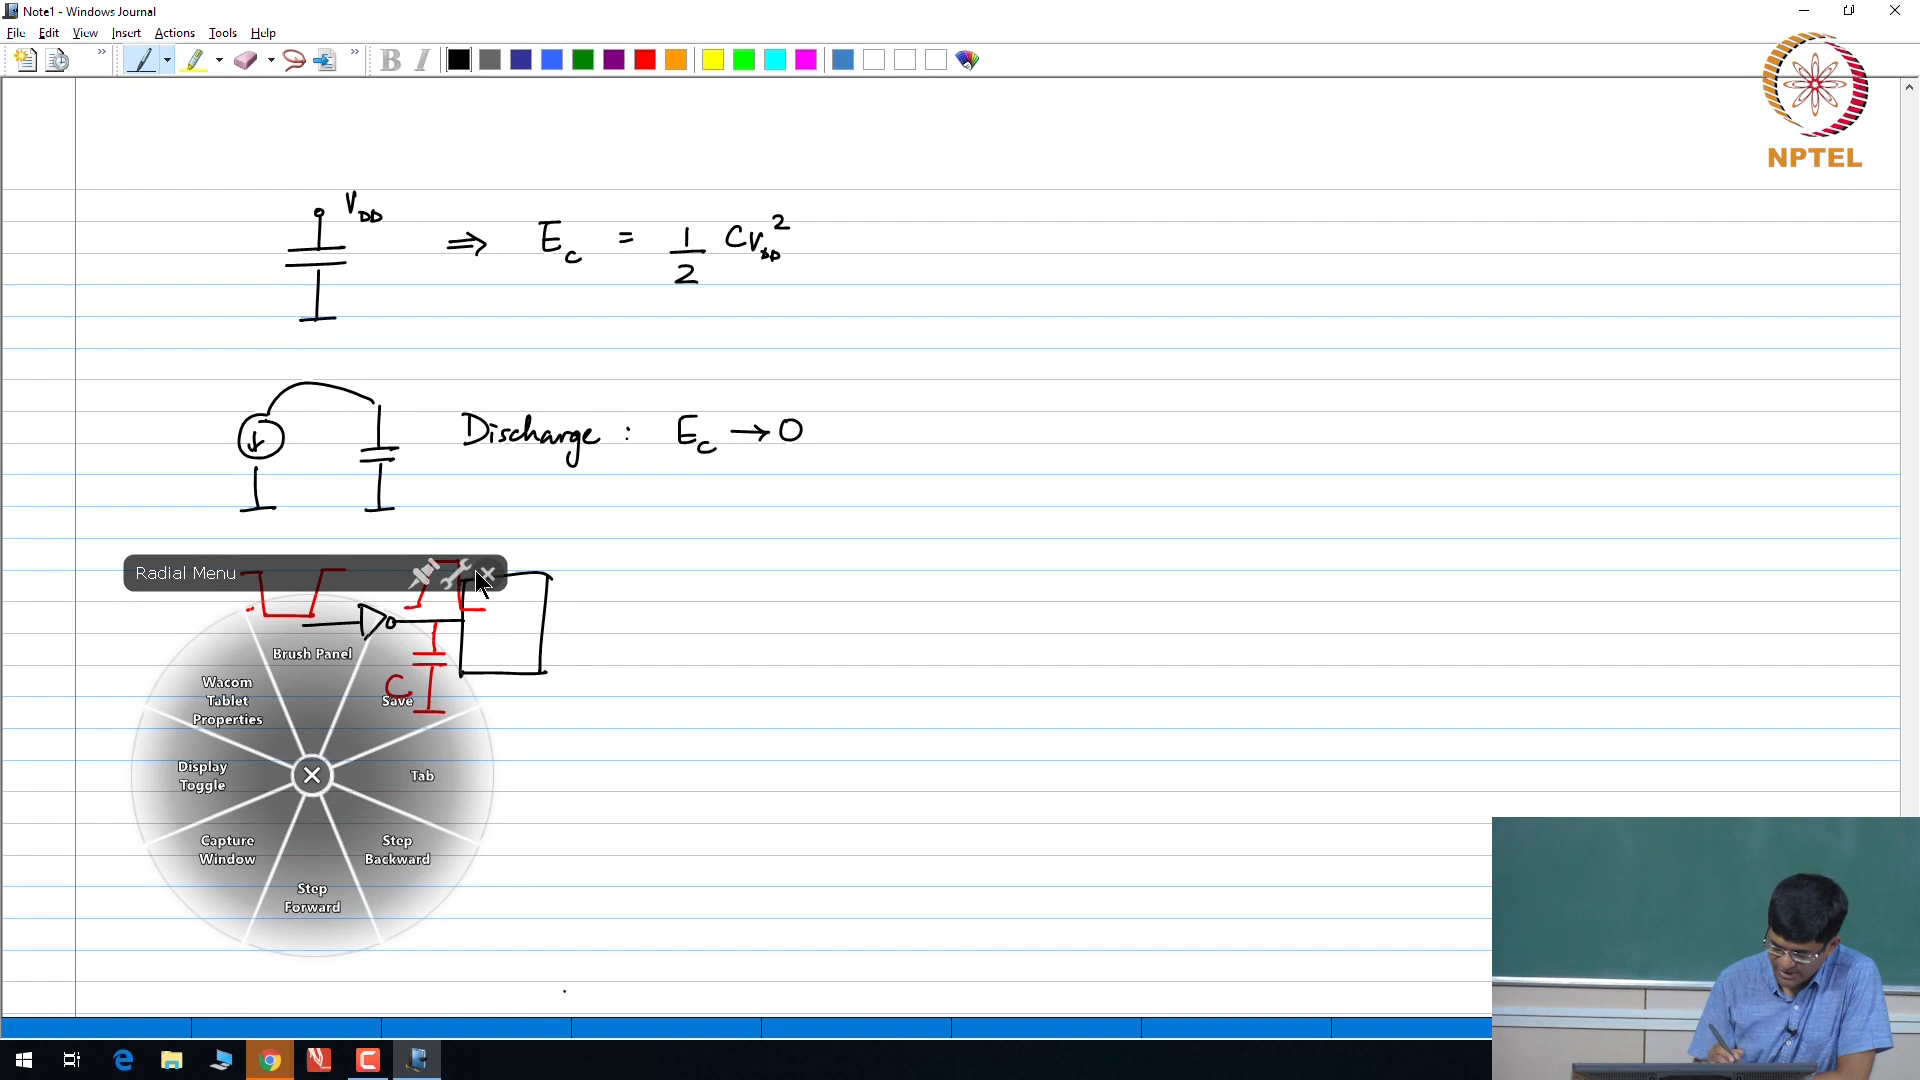 Note1 - Windows Journal
File Edit View Insert Actions Tools Help
B I
NPTEL
V_DD
⇒ E_c = 1/2 CV_DD^2
Discharge : E_c → 0
Radial Menu
Brush Panel
Wacom Tablet Properties
Save
C
Display Toggle
Tab
Capture Window
Step Backward
Step Forward